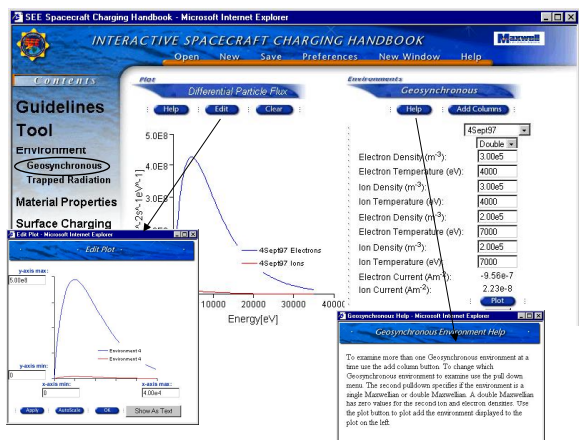 SEE Spacecraft Charging Handbook - Microsoft Internet Explorer
INTERACTIVE SPACECRAFT CHARGING HANDBOOK
Maxwell
Open New Save Preferences New Window Help
Contents
Guidelines
Tool
Environment
Geosynchronous
Trapped Radiation
Material Properties
Surface Charging
Plot
Differential Particle Flux
Help Edit Clear
5.0E8
4.0E8
3.0E8
4Sept97 Electrons
4Sept97 Ions
10000 20000 30000 40000
Energy[eV]
Environments
Geosynchronous
Help Add Columns
4Sept97
Double
Electron Density (m-3): 3.00e5
Electron Temperature (eV): 4000
Ion Density (m-3): 3.00e5
Ion Temperature (eV): 4000
Electron Density (m-3): 2.00e5
Electron Temperature (eV): 7000
Ion Density (m-3): 2.00e5
Ion Temperature (eV): 7000
Electron Current (Am-2): -9.56e-7
Ion Current (Am-2): 2.23e-8
Plot
Edit Plot - Microsoft Internet Explorer
Edit Plot
y-axis max:
5.00e8
Environment 4
Environment 4
y-axis min:
0
x-axis min: x-axis max:
0 4.00e4
Apply AutoScale OK Show As Text
Geosynchronous Help - Microsoft Internet Explorer
Geosynchronous Environment Help
To examine more than one Geosynchronous environment at a
time use the add column button. To change which
Geosynchronous environment to examine use the pull down
menu. The second pulldown specifies if the environment is a
single Maxwellian or double Maxwellian. A double Maxwellian
has zero values for the second ion and electron densities. Use
the plot button to plot add the environment displayed to the
plot on the left.